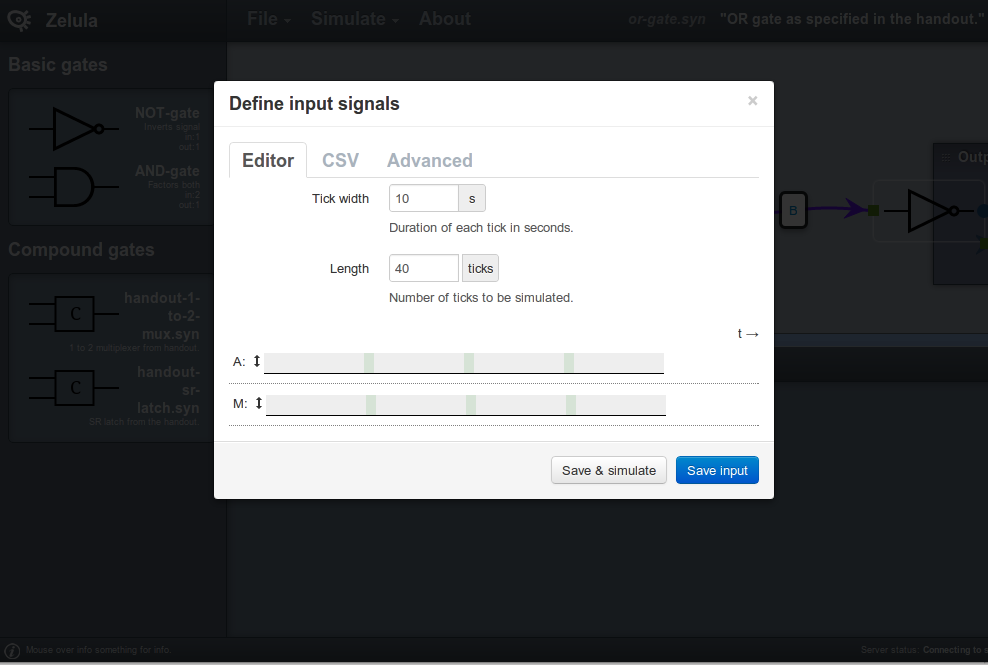 Zelula
File
Simulate
About
or-gate.syn "OR gate as specified in the handout."
Basic gates
NOT-gate
Inverts signal
in:1
out:1
AND-gate
Factors both
in:2
out:1
Compound gates
C
handout-1-
to-2-
mux.syn
1 to 2 multiplexer from handout.
C
handout-
sr-
latch.syn
SR latch from the handout.
Define input signals
×
Editor
CSV
Advanced
Tick width
10
s
Duration of each tick in seconds.
Length
40
ticks
Number of ticks to be simulated.
t →
A:
M:
Save & simulate
Save input
B
Outp
Mouse over info something for info.
Server status: Connecting to s